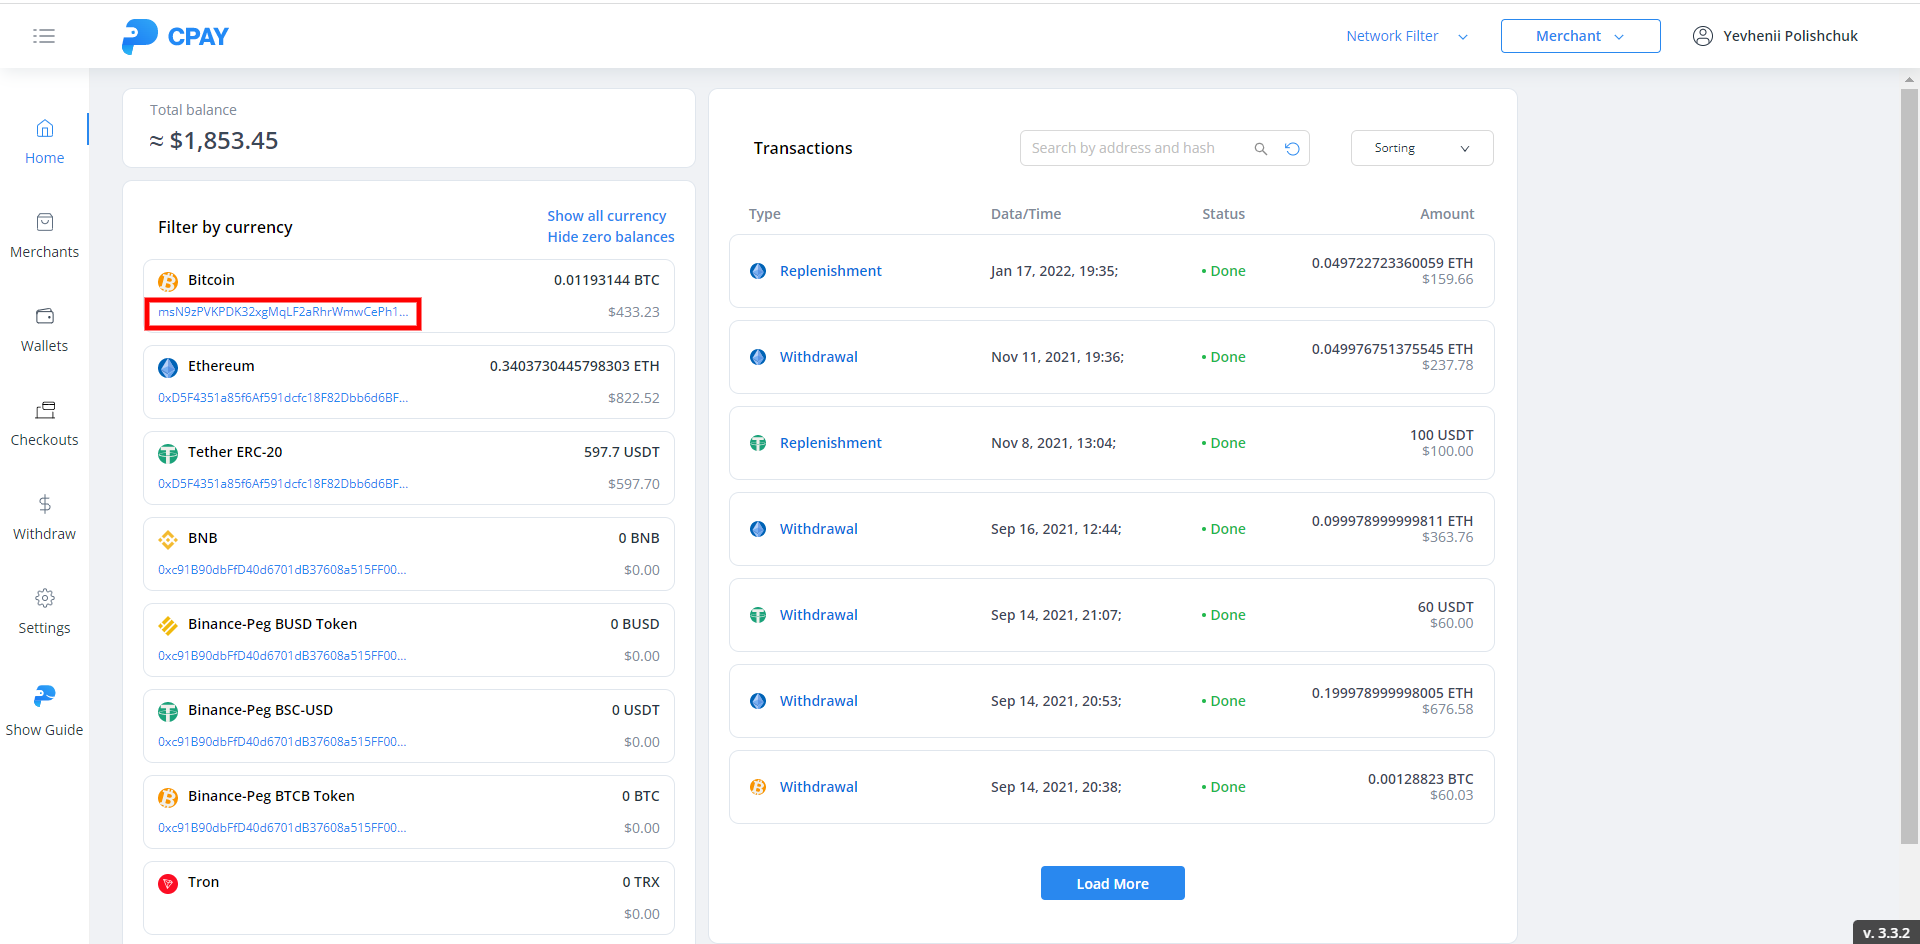 CPAY
Network Filter
Merchant
Yevhenii Polishchuk
Home
Merchants
Wallets
Checkouts
Withdraw
Settings
Show Guide
Total balance
≈ $1,853.45
Filter by currency
Show all currency
Hide zero balances
Bitcoin 0.01193144 BTC
msN9zPVKPDK32xgMqLF2aRhrWmwCePh1... $433.23
Ethereum 0.3403730445798303 ETH
0xD5F4351a85f6Af591dcfc18F82Dbb6d6BF... $822.52
Tether ERC-20 597.7 USDT
0xD5F4351a85f6Af591dcfc18F82Dbb6d6BF... $597.70
BNB 0 BNB
0xc91B90dbFfD40d6701dB37608a515FF00... $0.00
Binance-Peg BUSD Token 0 BUSD
0xc91B90dbFfD40d6701dB37608a515FF00... $0.00
Binance-Peg BSC-USD 0 USDT
0xc91B90dbFfD40d6701dB37608a515FF00... $0.00
Binance-Peg BTCB Token 0 BTC
0xc91B90dbFfD40d6701dB37608a515FF00... $0.00
Tron 0 TRX
$0.00
Transactions
Search by address and hash
Sorting
Type Data/Time Status Amount
Replenishment Jan 17, 2022, 19:35; • Done 0.049722723360059 ETH
$159.66
Withdrawal Nov 11, 2021, 19:36; • Done 0.049976751375545 ETH
$237.78
Replenishment Nov 8, 2021, 13:04; • Done 100 USDT
$100.00
Withdrawal Sep 16, 2021, 12:44; • Done 0.099978999999811 ETH
$363.76
Withdrawal Sep 14, 2021, 21:07; • Done 60 USDT
$60.00
Withdrawal Sep 14, 2021, 20:53; • Done 0.199978999998005 ETH
$676.58
Withdrawal Sep 14, 2021, 20:38; • Done 0.00128823 BTC
$60.03
Load More
v. 3.3.2